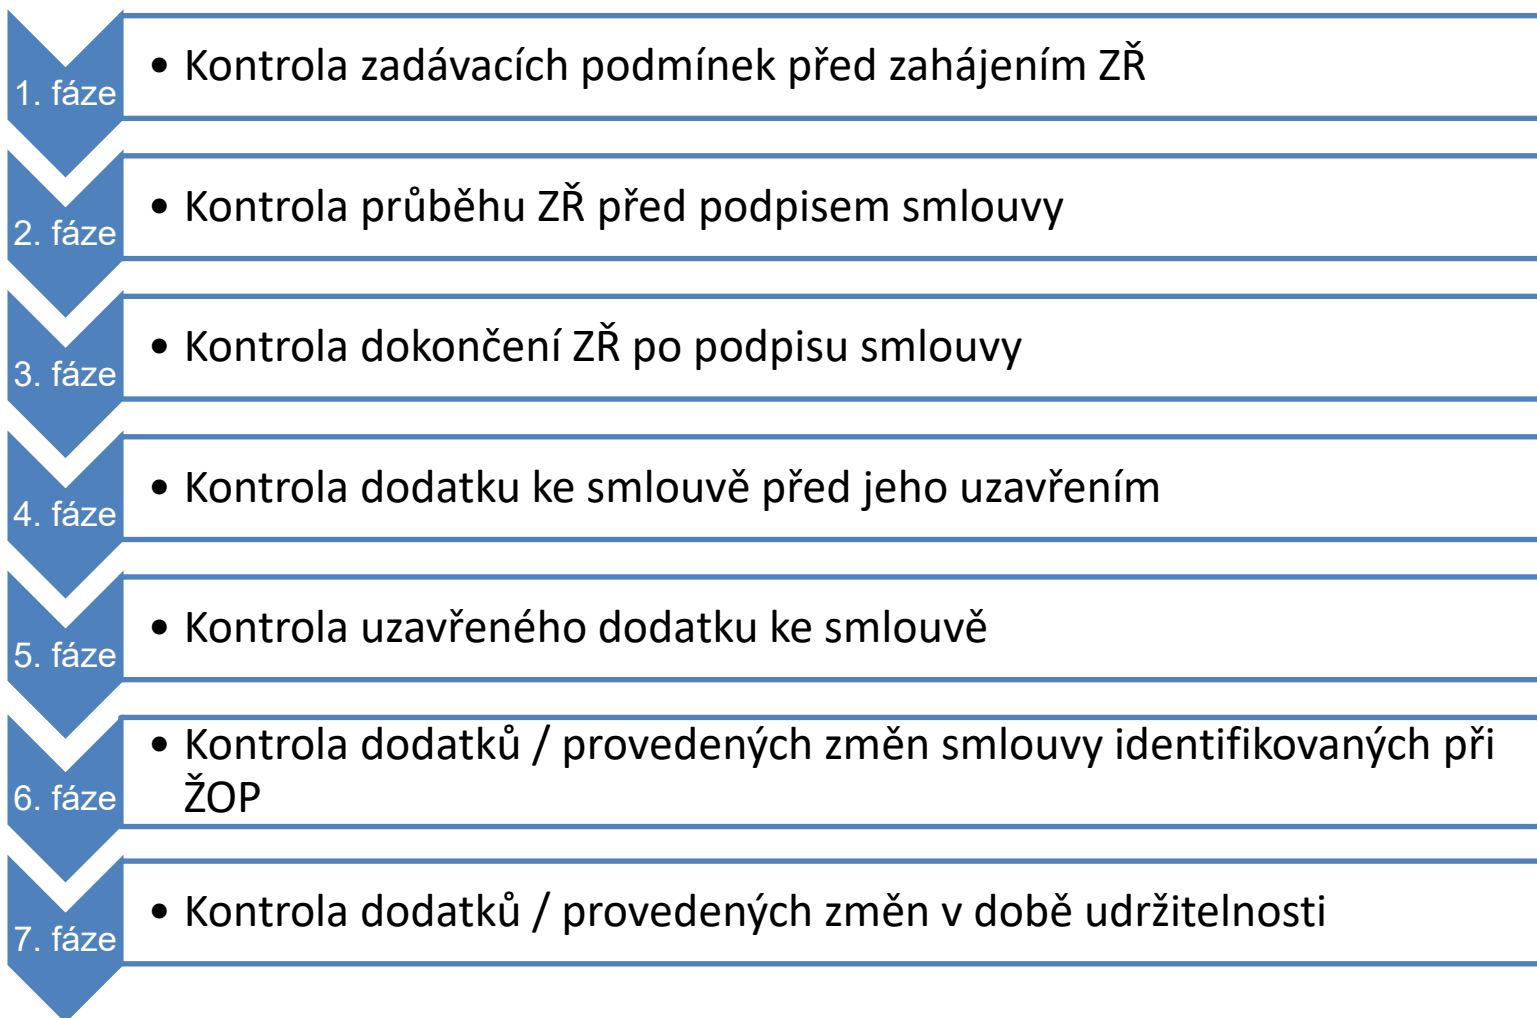 1. fáze
• Kontrola zadávacích podmínek před zahájením ZŘ
2. fáze
• Kontrola průběhu ZŘ před podpisem smlouvy
3. fáze
• Kontrola dokončení ZŘ po podpisu smlouvy
4. fáze
• Kontrola dodatku ke smlouvě před jeho uzavřením
5. fáze
• Kontrola uzavřeného dodatku ke smlouvě
6. fáze
• Kontrola dodatků / provedených změn smlouvy identifikovaných při
ŽOP
7. fáze
• Kontrola dodatků / provedených změn v době udržitelnosti